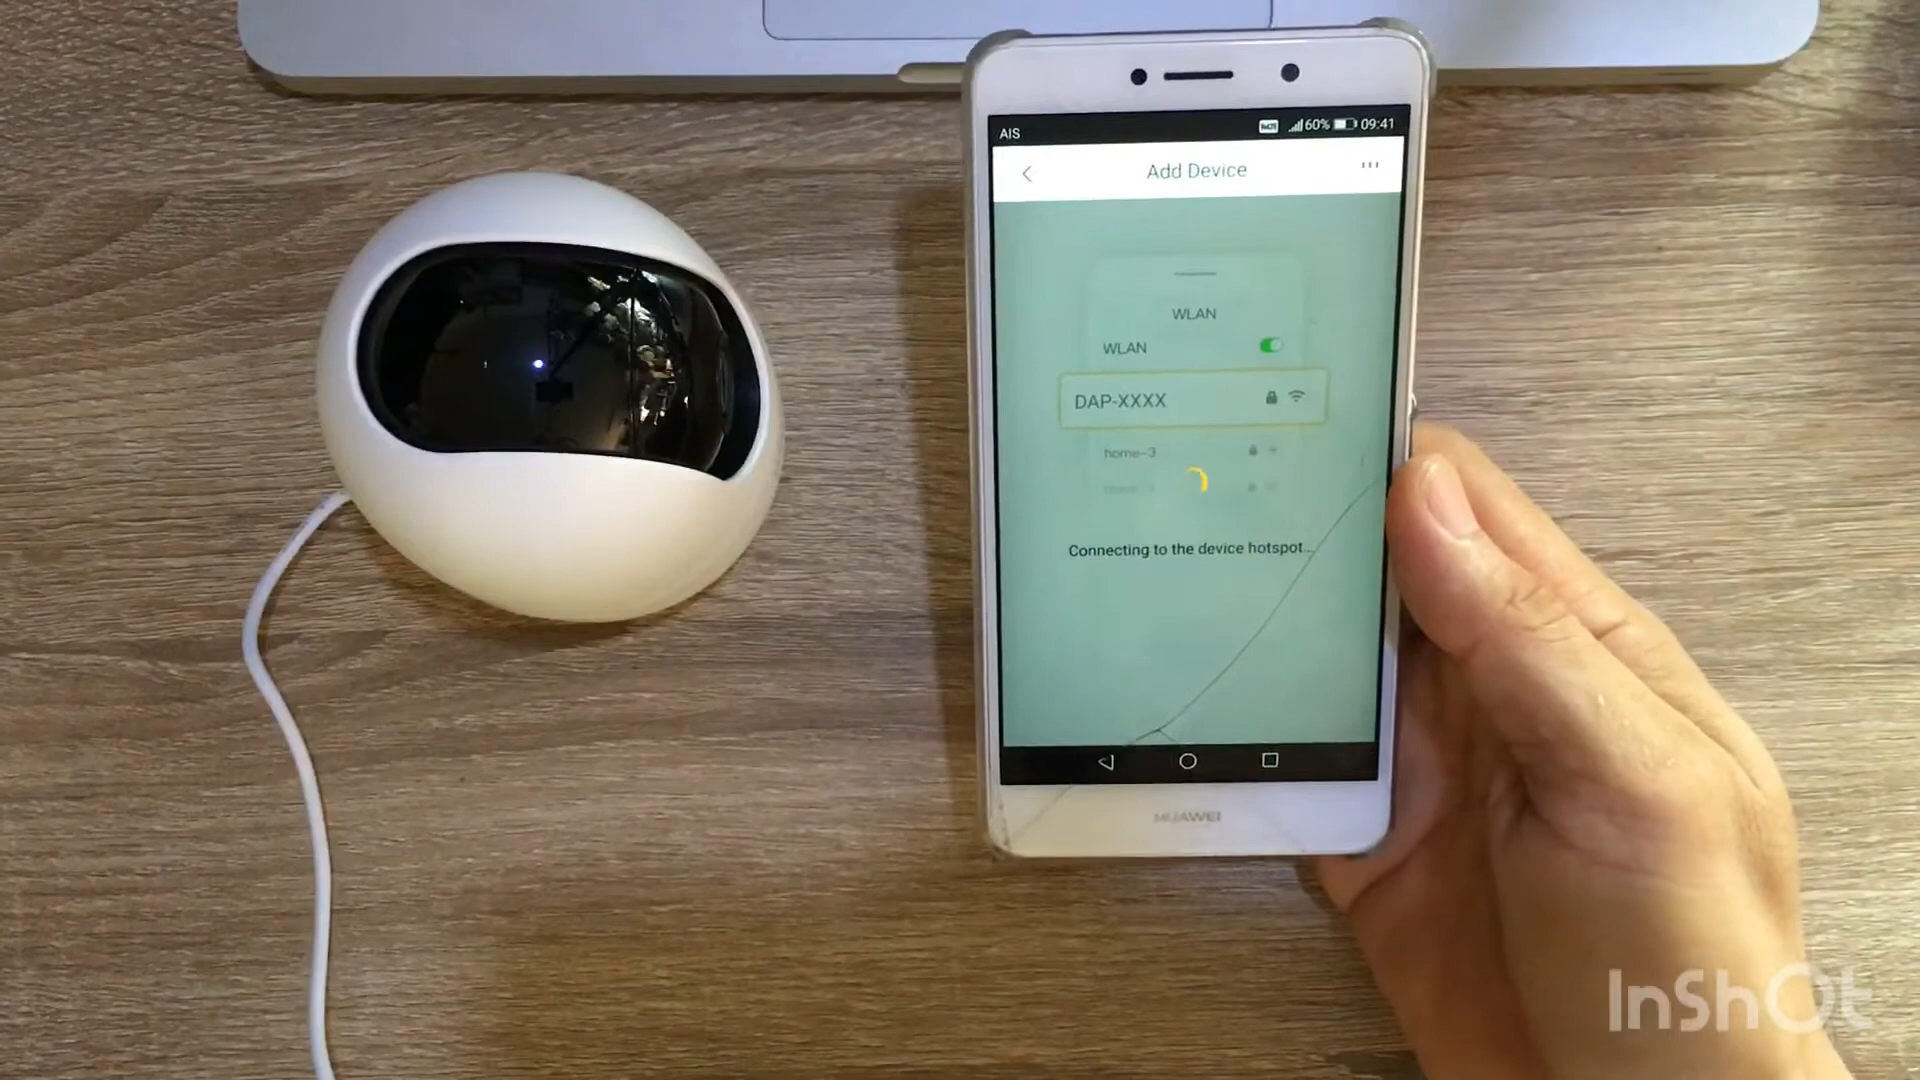 AIS
VoLTE 60% 09:41
Add Device
WLAN
WLAN
DAP-XXXX
home-3
Connecting to the device hotspot...
HUAWEI
InShOt